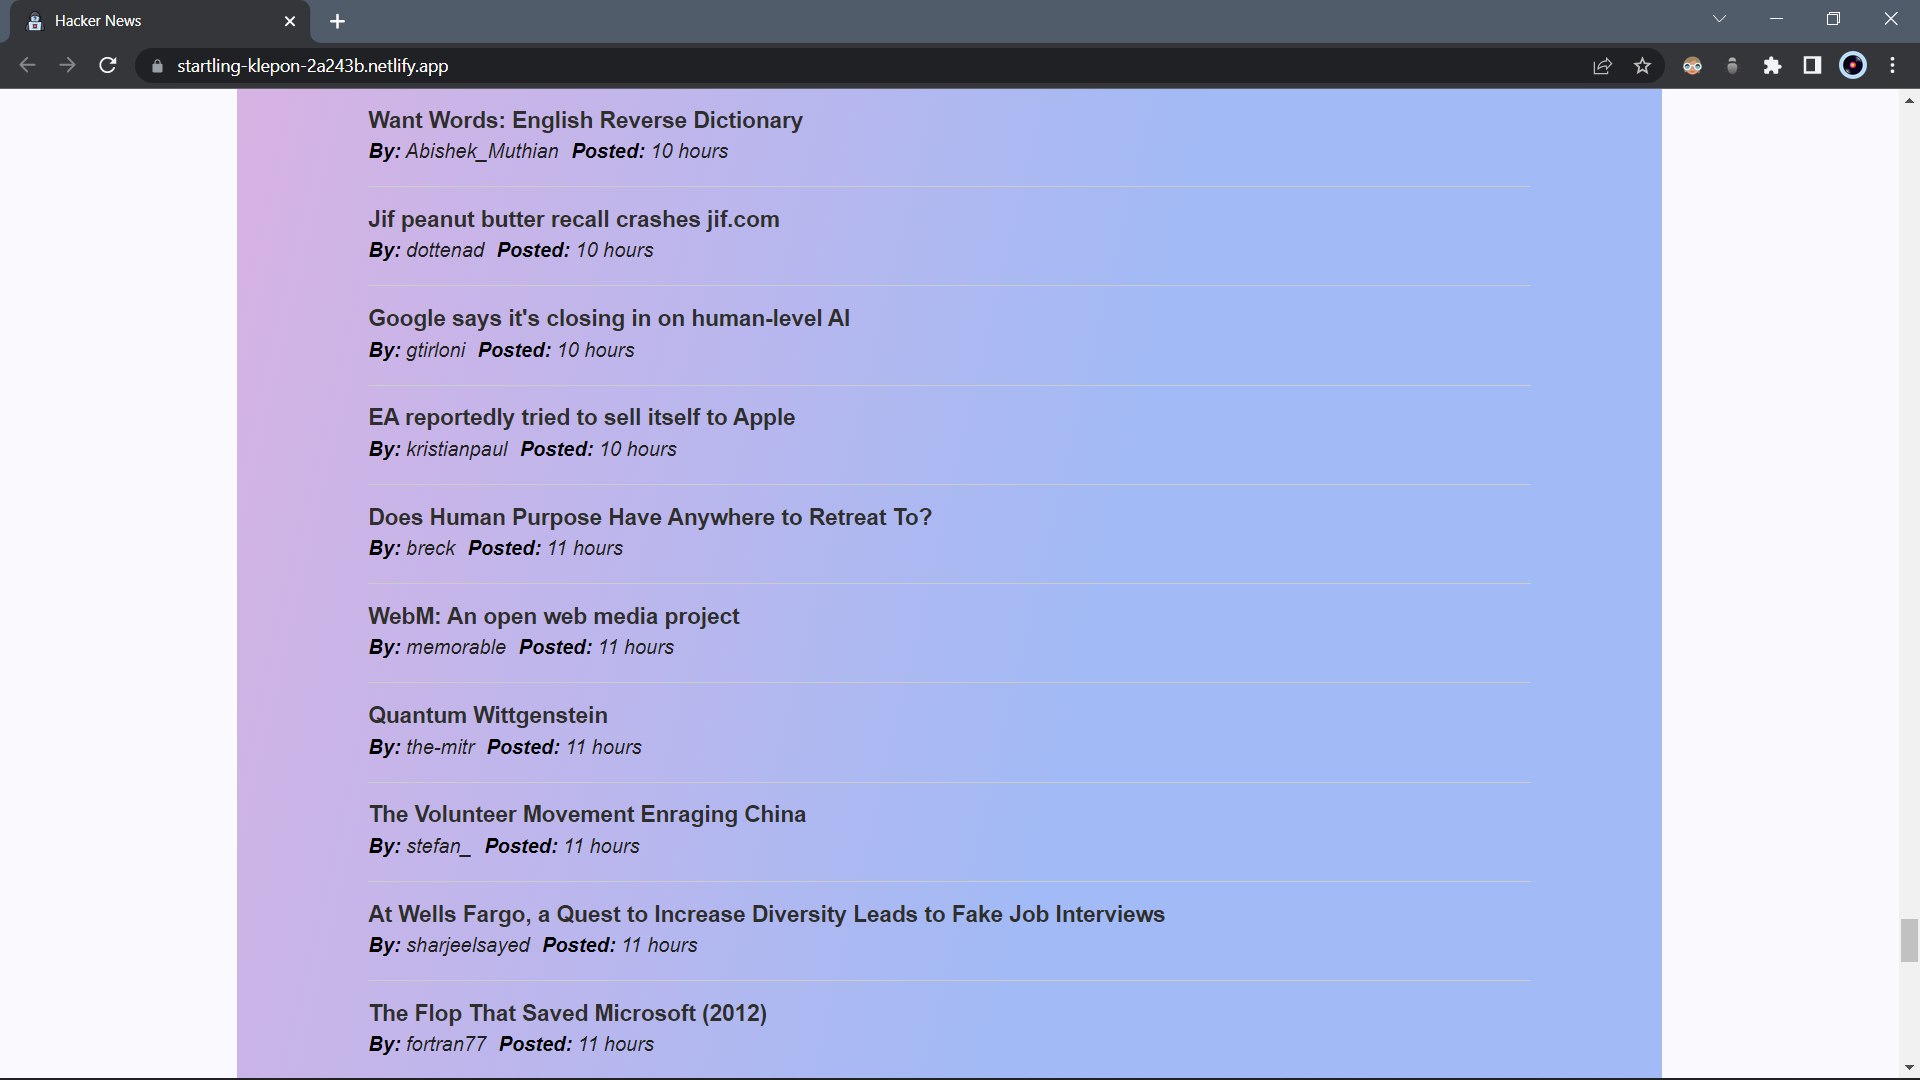 Hacker News
startling-klepon-2a243b.netlify.app
Want Words: English Reverse Dictionary
By: Abishek_Muthian Posted: 10 hours
Jif peanut butter recall crashes jif.com
By: dottenad Posted: 10 hours
Google says it's closing in on human-level AI
By: gtirloni Posted: 10 hours
EA reportedly tried to sell itself to Apple
By: kristianpaul Posted: 10 hours
Does Human Purpose Have Anywhere to Retreat To?
By: breck Posted: 11 hours
WebM: An open web media project
By: memorable Posted: 11 hours
Quantum Wittgenstein
By: the-mitr Posted: 11 hours
The Volunteer Movement Enraging China
By: stefan_ Posted: 11 hours
At Wells Fargo, a Quest to Increase Diversity Leads to Fake Job Interviews
By: sharjeelsayed Posted: 11 hours
The Flop That Saved Microsoft (2012)
By: fortran77 Posted: 11 hours